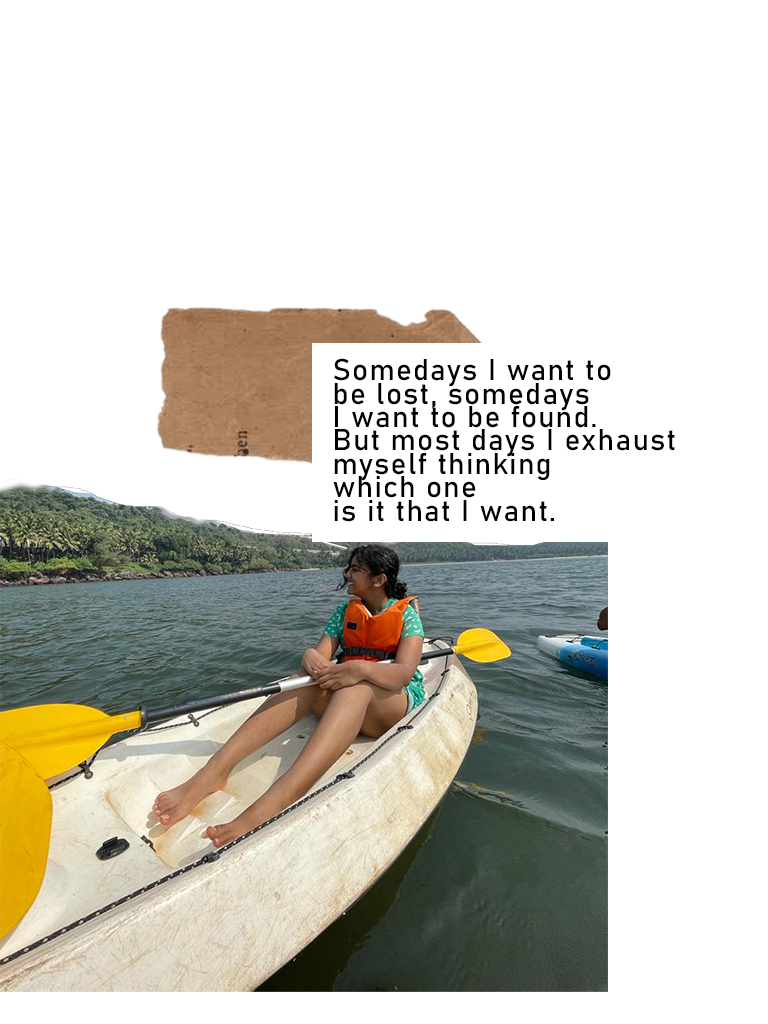 Somedays I want to
be lost, somedays
I want to be found.
But most days I exhaust
myself thinking
which one
is it that I want.